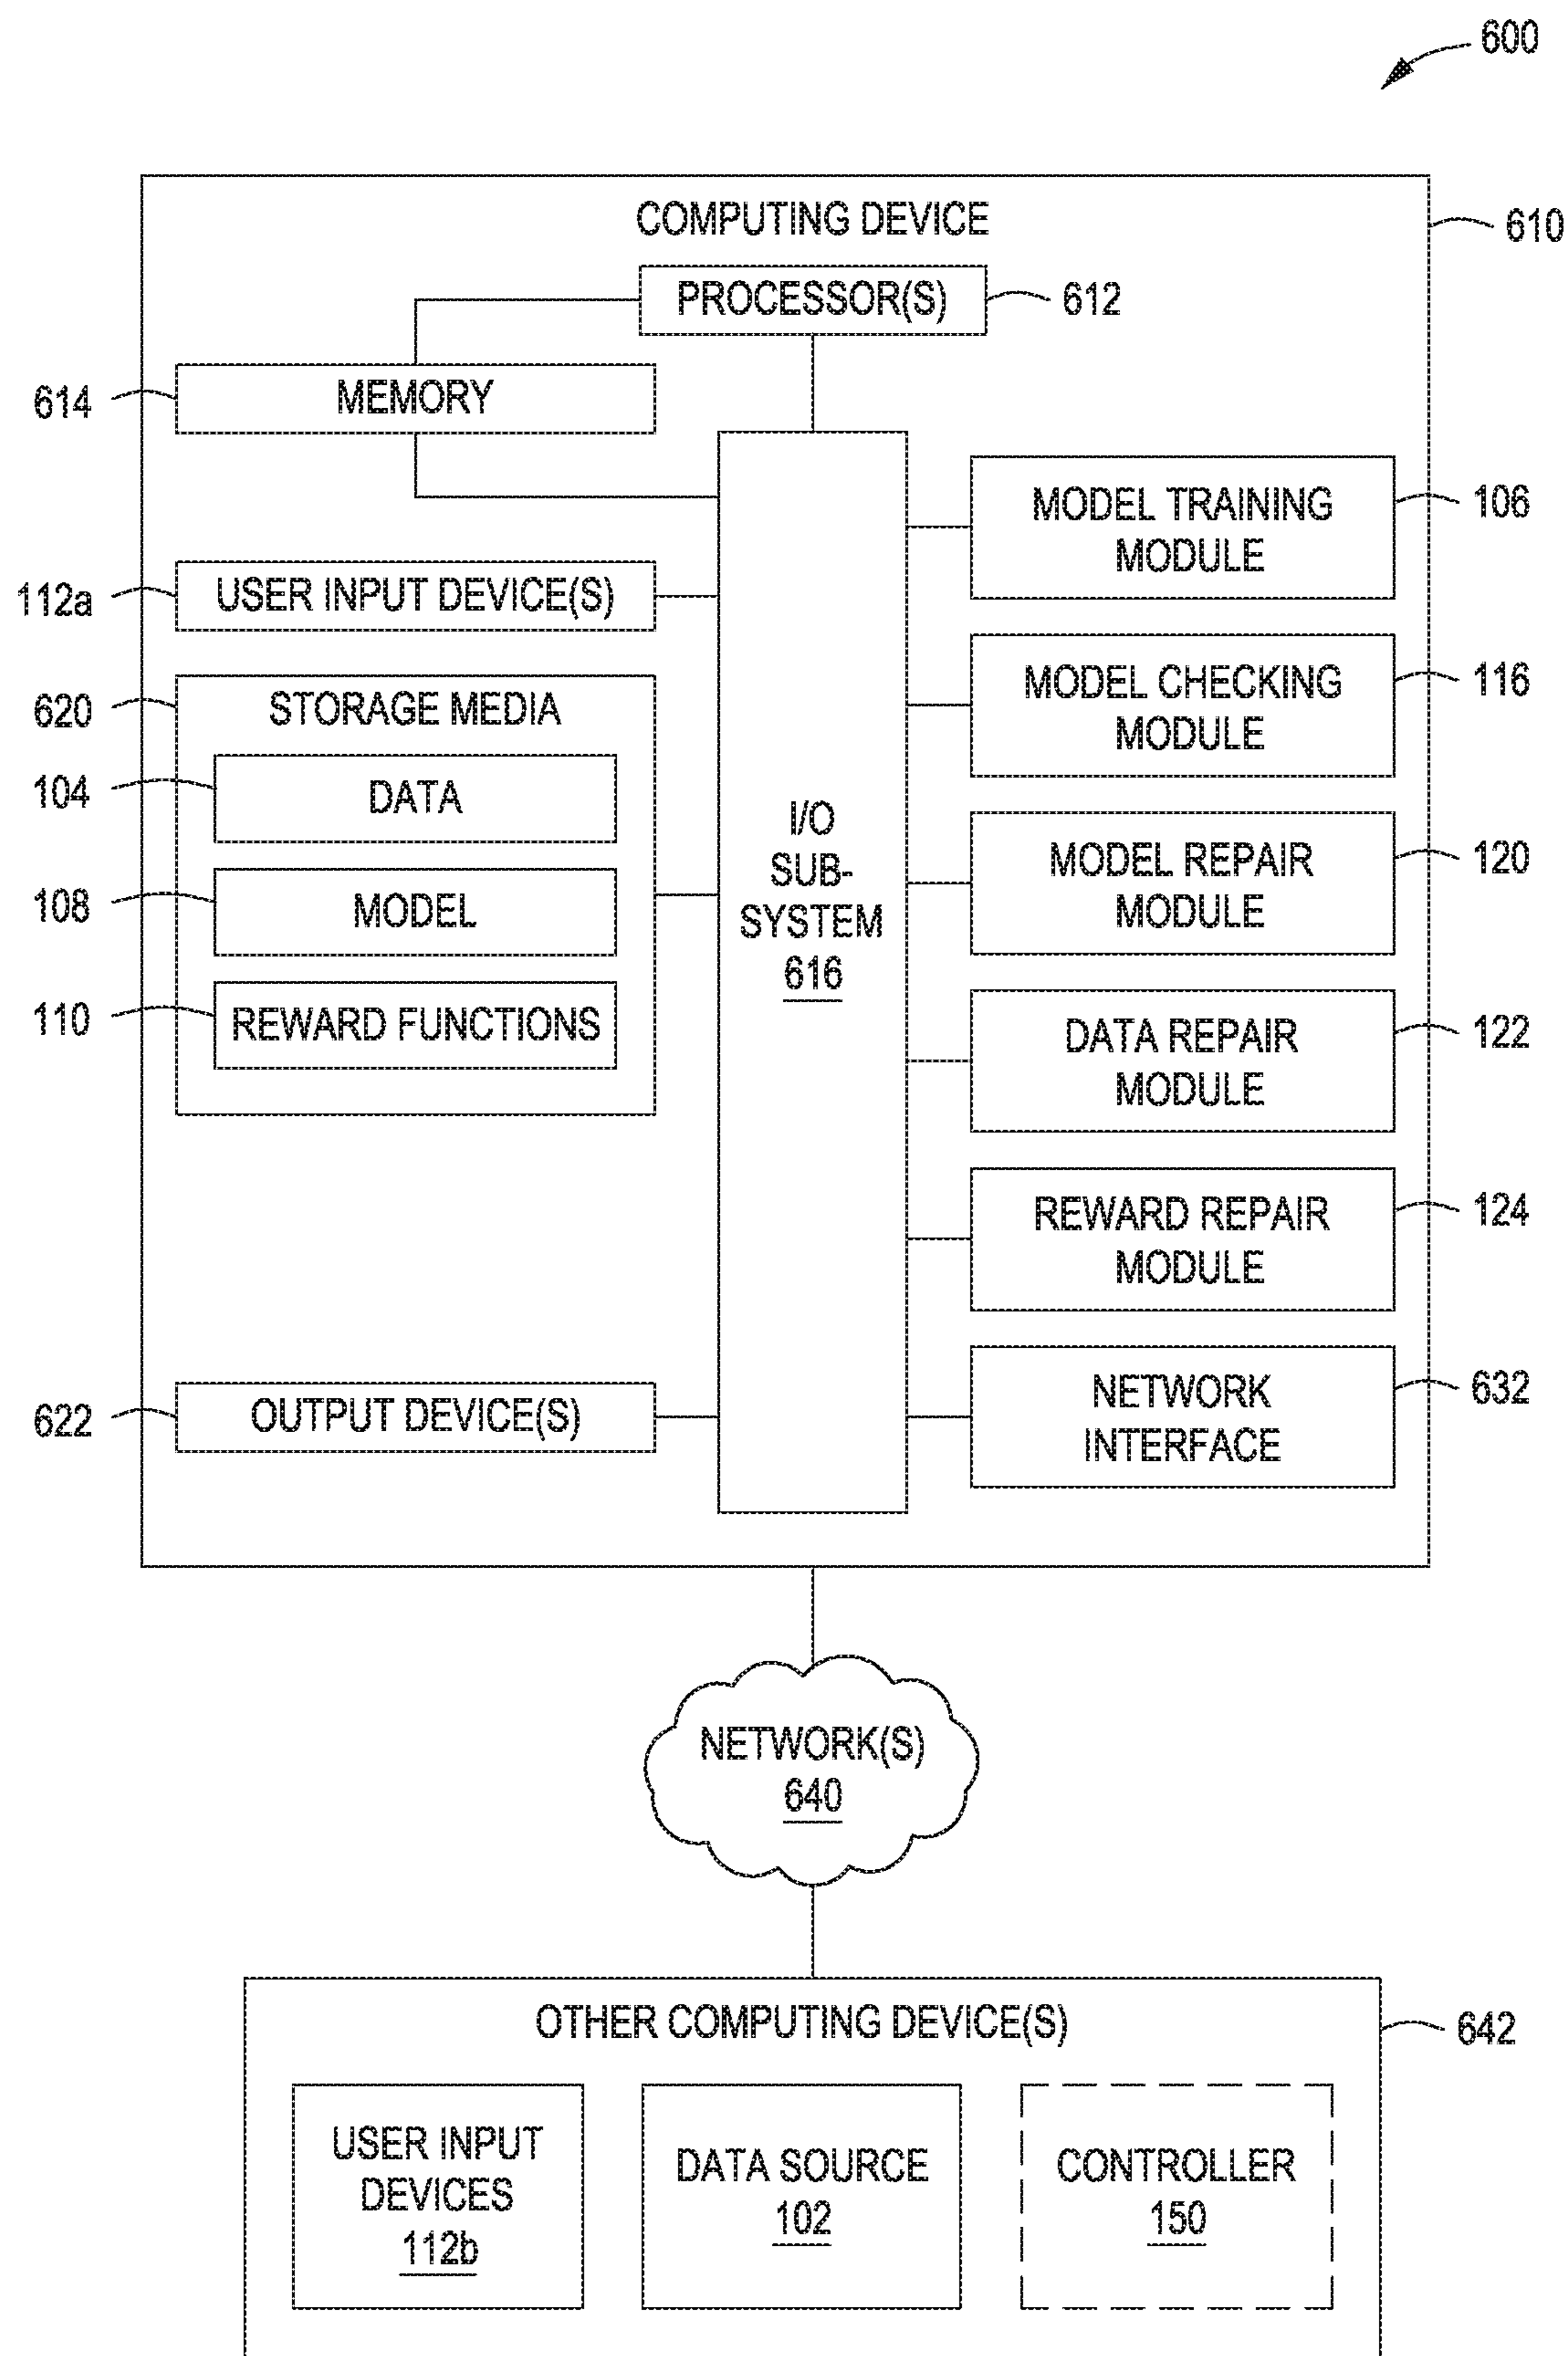 600
COMPUTING DEVICE
610
PROCESSOR(S)
612
MEMORY
614
USER INPUT DEVICE(S)
112a
STORAGE MEDIA
620
DATA
104
MODEL
108
REWARD FUNCTIONS
110
OUTPUT DEVICE(S)
622
I/O
SUB-
SYSTEM
616
MODEL TRAINING
MODULE
106
MODEL CHECKING
MODULE
116
MODEL REPAIR
MODULE
120
DATA REPAIR
MODULE
122
REWARD REPAIR
MODULE
124
NETWORK
INTERFACE
632
NETWORK(S)
640
OTHER COMPUTING DEVICE(S)
642
USER INPUT
DEVICES
112b
DATA SOURCE
102
CONTROLLER
150